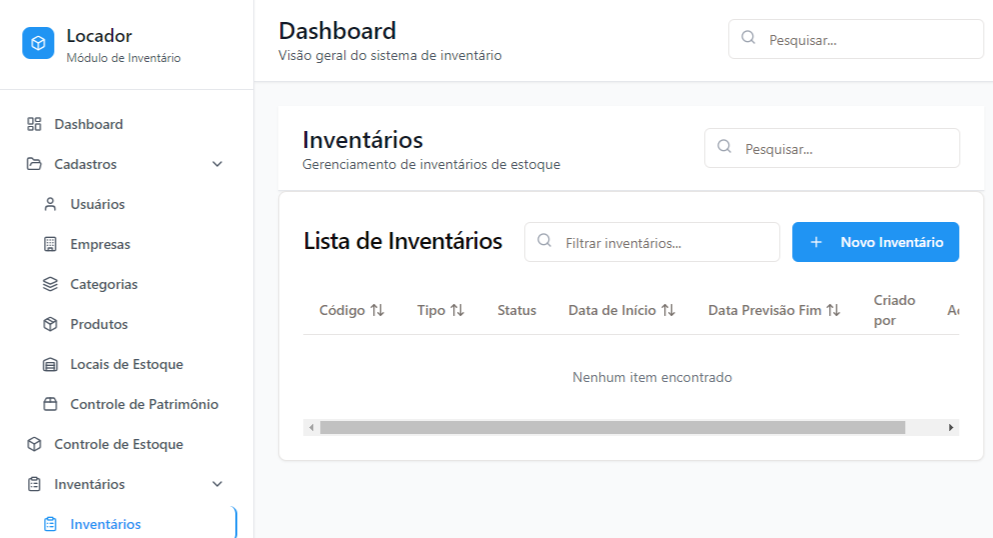 Locador
Módulo de Inventário
Dashboard
Cadastros
Usuários
Empresas
Categorias
Produtos
Locais de Estoque
Controle de Patrimônio
Controle de Estoque
Inventários
Inventários
Dashboard
Visão geral do sistema de inventário
Pesquisar...
Inventários
Gerenciamento de inventários de estoque
Pesquisar...
Lista de Inventários
Filtrar inventários...
+ Novo Inventário
Código Tipo Status Data de Início Data Previsão Fim Criado
por
Nenhum item encontrado